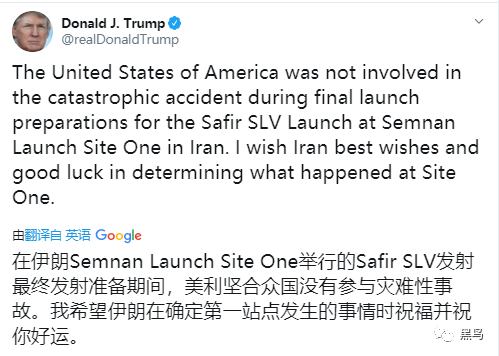 Donald J. Trump
@realDonaldTrump
The United States of America was not involved in
the catastrophic accident during final launch
preparations for the Safir SLV Launch at Semnan
Launch Site One in Iran. I wish Iran best wishes and
good luck in determining what happened at Site
One.
由翻译自 英语 Google
在伊朗Semnan Launch Site One举行的Safir SLV发射
最终发射准备期间，美利坚合众国没有参与灾难性事
故。我希望伊朗在确定第一站点发生的事情时祝福并祝
你好运。
黑鸟